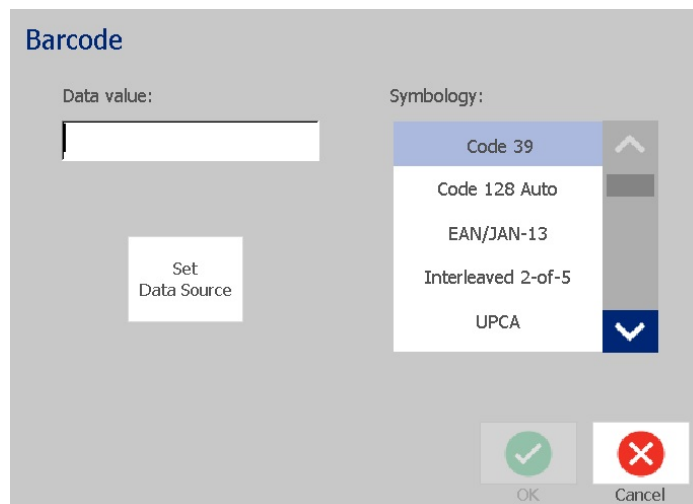 Barcode
Data value:
Symbology:
Code 39
Code 128 Auto
EAN/JAN-13
Interleaved 2-of-5
UPCA
Set
Data Source
OK
Cancel